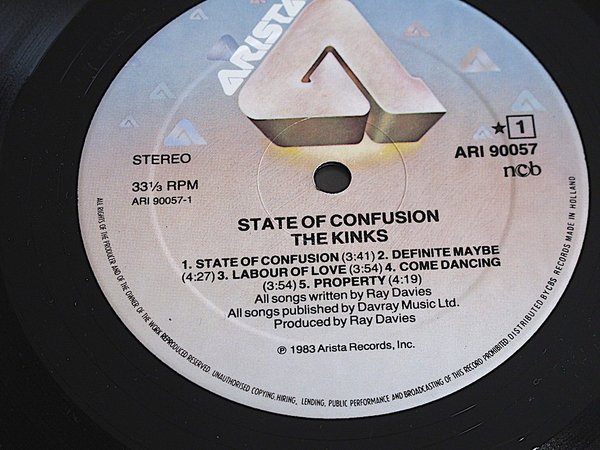 ARISTA
STEREO
33⅓ RPM
ARI 90057-1
★ 1
ARI 90057
ncb
STATE OF CONFUSION
THE KINKS
1. STATE OF CONFUSION (3:41) 2. DEFINITE MAYBE
(4:27) 3. LABOUR OF LOVE (3:54) 4. COME DANCING
(3:54) 5. PROPERTY (4:19)
All songs written by Ray Davies
All songs published by Davray Music Ltd.
Produced by Ray Davies
℗ 1983 Arista Records, Inc.
ALL RIGHTS OF THE PRODUCER AND OF THE OWNER OF THE WORK REPRODUCED RESERVED. UNAUTHORISED COPYING, HIRING, LENDING, PUBLIC PERFORMANCE AND BROADCASTING OF THIS RECORD PROHIBITED. DISTRIBUTED BY CBS RECORDS MADE IN HOLLAND